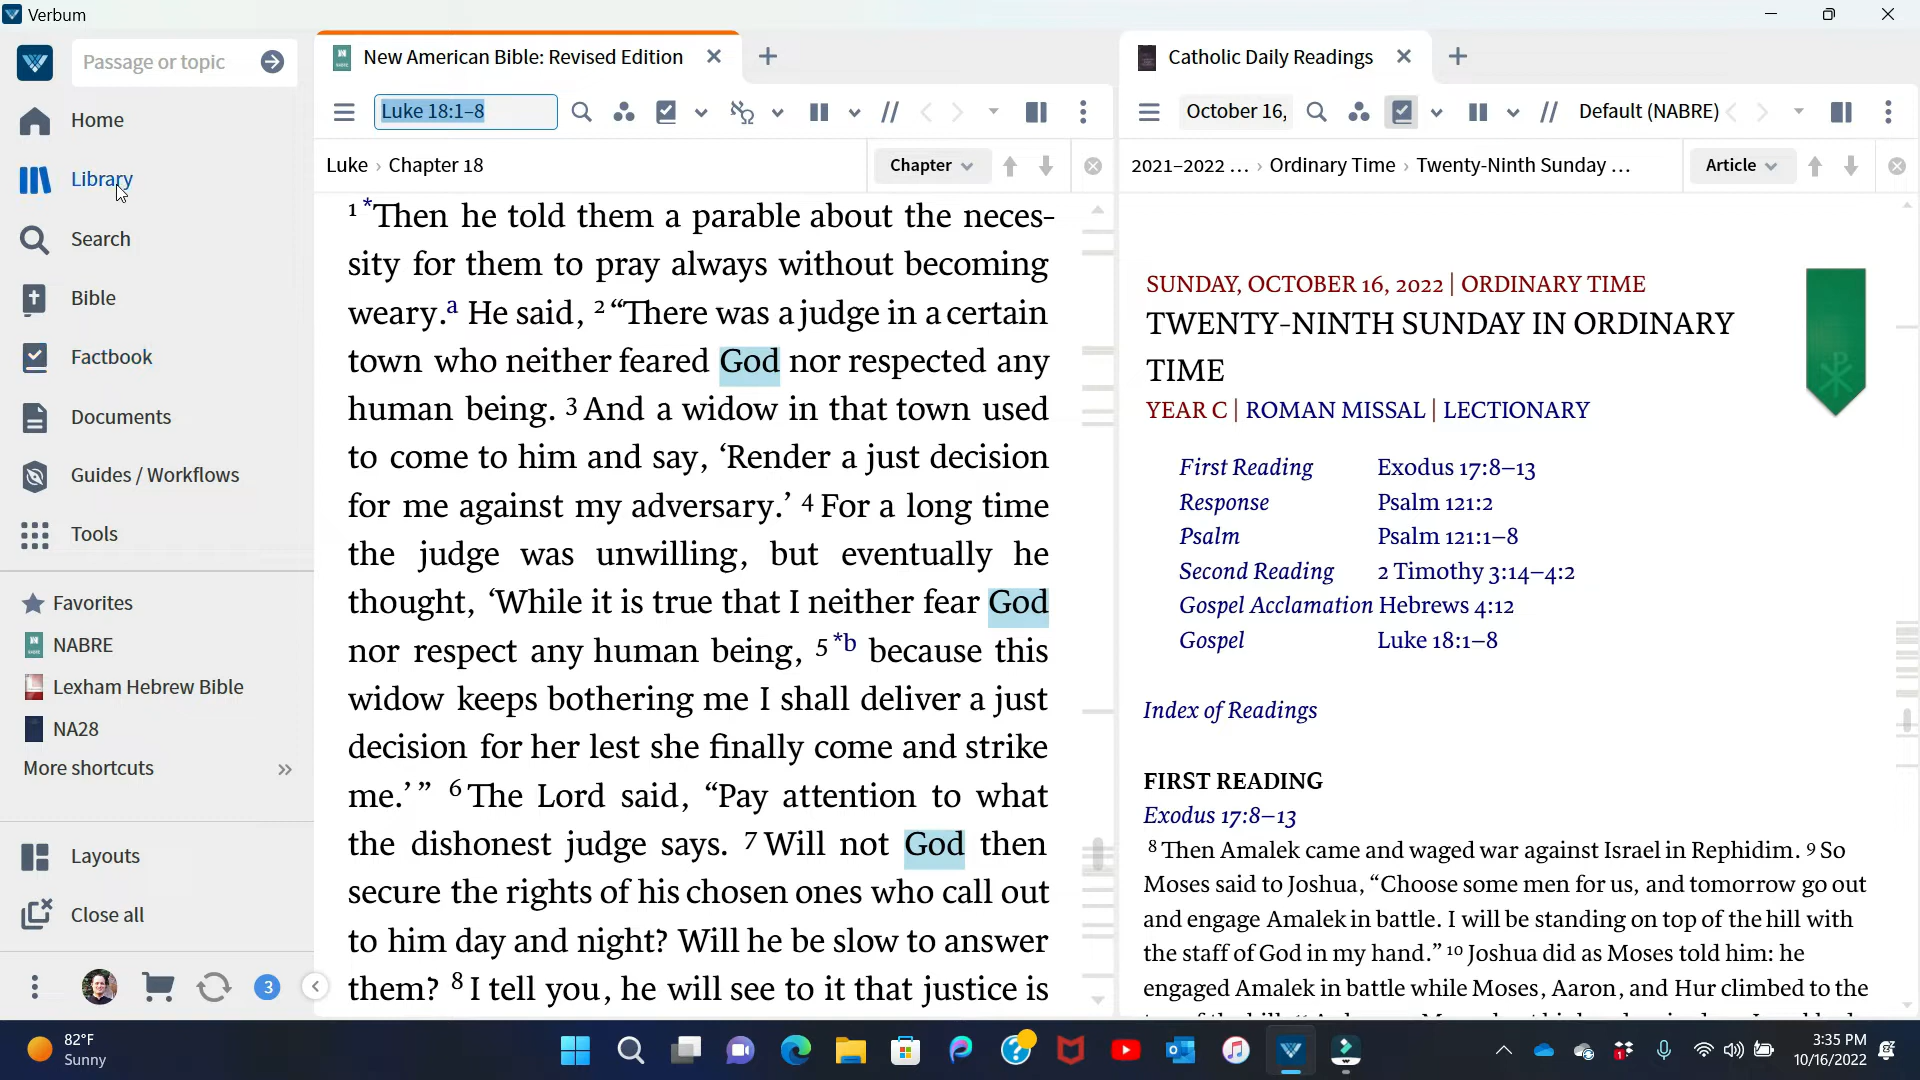 Verbum
Passage or topic
Home
Library
Search
Bible
Factbook
Documents
Guides / Workflows
Tools
Favorites
NABRE
Lexham Hebrew Bible
NA28
More shortcuts »
Layouts
Close all
3
New American Bible: Revised Edition
Luke 18:1–8
Luke › Chapter 18
Chapter
1 *Then he told them a parable about the neces-
sity for them to pray always without becoming
weary.a He said, 2 “There was a judge in a certain
town who neither feared God nor respected any
human being. 3 And a widow in that town used
to come to him and say, ‘Render a just decision
for me against my adversary.’ 4 For a long time
the judge was unwilling, but eventually he
thought, ‘While it is true that I neither fear God
nor respect any human being, 5 *b because this
widow keeps bothering me I shall deliver a just
decision for her lest she finally come and strike
me.’ ” 6 The Lord said, “Pay attention to what
the dishonest judge says. 7 Will not God then
secure the rights of his chosen ones who call out
to him day and night? Will he be slow to answer
them? 8 I tell you, he will see to it that justice is
Catholic Daily Readings
October 16,
Default (NABRE)
2021–2022 ... › Ordinary Time › Twenty-Ninth Sunday ...
Article
SUNDAY, OCTOBER 16, 2022 | ORDINARY TIME
TWENTY-NINTH SUNDAY IN ORDINARY
TIME
YEAR C | ROMAN MISSAL | LECTIONARY
First Reading Exodus 17:8–13
Response Psalm 121:2
Psalm Psalm 121:1–8
Second Reading 2 Timothy 3:14–4:2
Gospel Acclamation Hebrews 4:12
Gospel Luke 18:1–8
Index of Readings
FIRST READING
Exodus 17:8–13
8 Then Amalek came and waged war against Israel in Rephidim. 9 So
Moses said to Joshua, “Choose some men for us, and tomorrow go out
and engage Amalek in battle. I will be standing on top of the hill with
the staff of God in my hand.” 10 Joshua did as Moses told him: he
engaged Amalek in battle while Moses, Aaron, and Hur climbed to the
82°F
Sunny
3:35 PM
10/16/2022